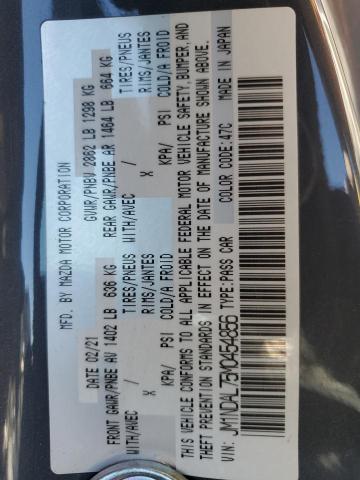 MFD. BY MAZDA MOTOR CORPORATION
DATE 02/21 GVWR/PNBV 2862 LB 1298 KG
FRONT GAWR/PNBE AV 1402 LB 636 KG REAR GAWR/PNBE AR 1464 LB 664 KG
WITH/AVEC / TIRES/PNEUS WITH/AVEC / TIRES/PNEUS
X RIMS/JANTES X RIMS/JANTES
KPA/ PSI COLD/A FROID KPA/ PSI COLD/A FROID
THIS VEHICLE CONFORMS TO ALL APPLICABLE FEDERAL MOTOR VEHICLE SAFETY, BUMPER, AND
THEFT PREVENTION STANDARDS IN EFFECT ON THE DATE OF MANUFACTURE SHOWN ABOVE.
VIN: JM1NDAL75M0454856 TYPE:PASS CAR COLOR CODE:47C MADE IN JAPAN